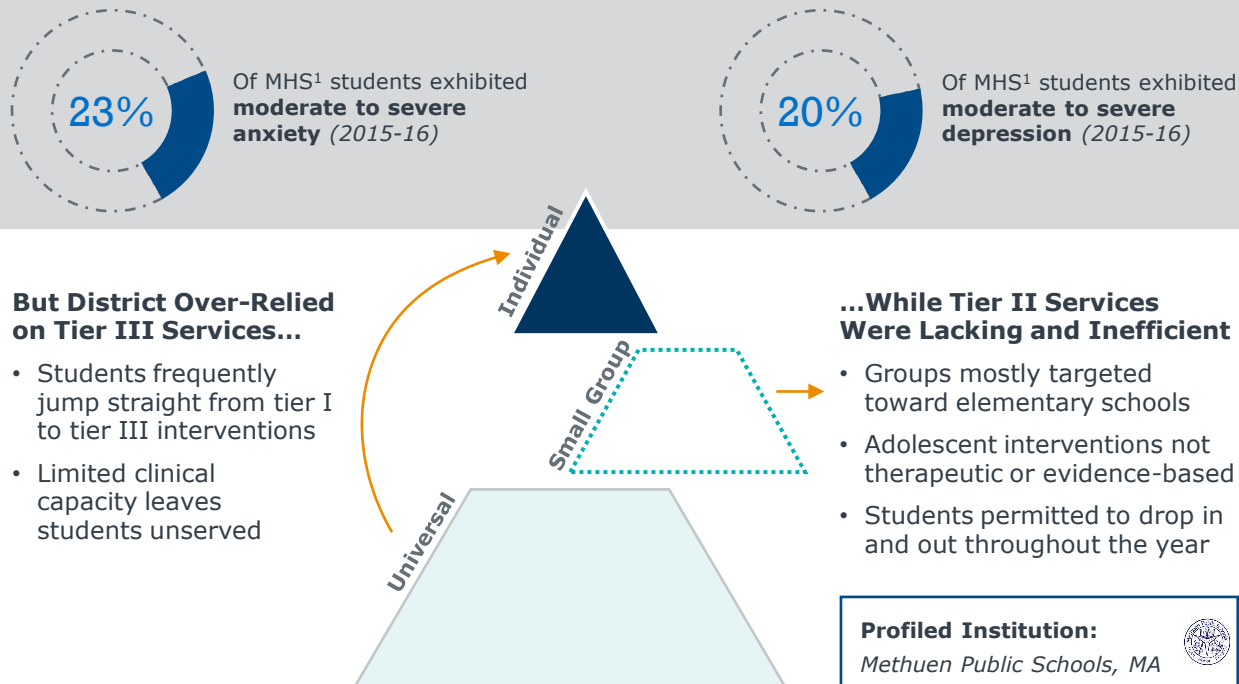 23%
Of MHS¹ students exhibited
moderate to severe
anxiety (2015-16)
20%
Of MHS¹ students exhibited
moderate to severe
depression (2015-16)
But District Over-Relied
on Tier III Services...
• Students frequently
jump straight from tier I
to tier III interventions
• Limited clinical
capacity leaves
students unserved
Individual
Small Group
Universal
...While Tier II Services
Were Lacking and Inefficient
• Groups mostly targeted
toward elementary schools
• Adolescent interventions not
therapeutic or evidence-based
• Students permitted to drop in
and out throughout the year
Profiled Institution:
Methuen Public Schools, MA